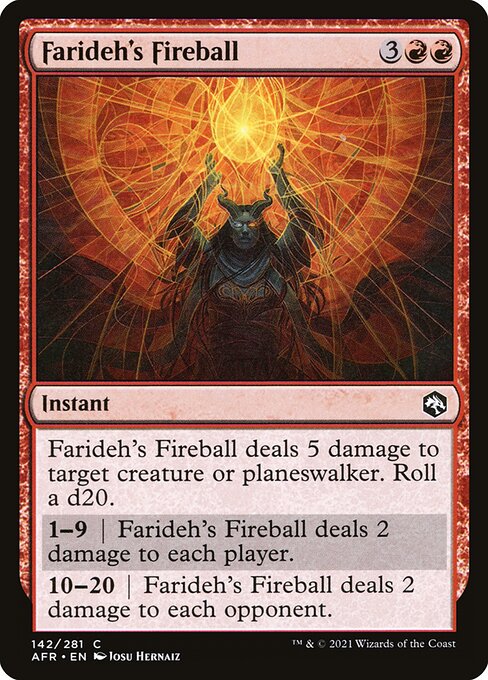 Farideh's Fireball 3
Instant
Farideh's Fireball deals 5 damage to
target creature or planeswalker. Roll
a d20.
1–9 | Farideh's Fireball deals 2
damage to each player.
10–20 | Farideh's Fireball deals 2
damage to each opponent.
142/281 C
™ & © 2021 Wizards of the Coast
AFR • EN Iosu Hernaiz